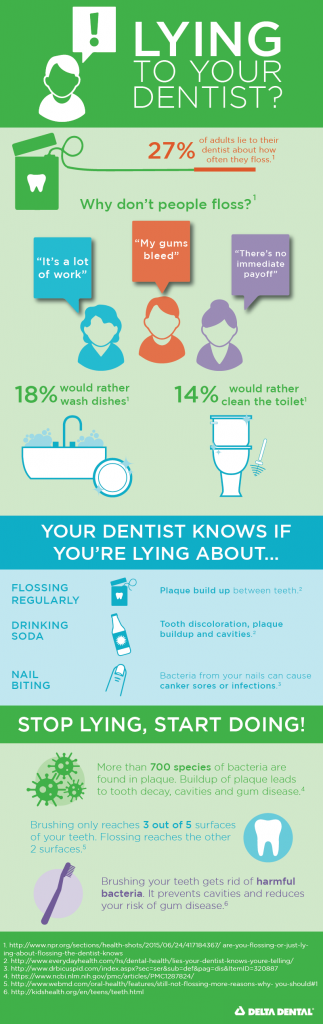 !
LYING
TO YOUR
DENTIST?
27% of adults lie to their
dentist about how
often they floss.1
Why don't people floss?1
"It's a lot
of work"
"My gums
bleed"
"There's no
immediate
payoff"
18% would rather
wash dishes1
14% would rather
clean the toilet1
YOUR DENTIST KNOWS IF
YOU'RE LYING ABOUT...
FLOSSING
REGULARLY
Plaque build up between teeth.2
DRINKING
SODA
Tooth discoloration, plaque
buildup and cavities.2
NAIL
BITING
Bacteria from your nails can cause
canker sores or infections.3
STOP LYING, START DOING!
More than 700 species of bacteria are
found in plaque. Buildup of plaque leads
to tooth decay, cavities and gum disease.4
Brushing only reaches 3 out of 5 surfaces
of your teeth. Flossing reaches the other
2 surfaces.5
Brushing your teeth gets rid of harmful
bacteria. It prevents cavities and reduces
your risk of gum disease.6
1. http://www.npr.org/sections/health-shots/2015/06/24/417184367/ are-you-flossing-or-just-ly-
ing-about-flossing-the-dentist-knows
2. http://www.everydayhealth.com/hs/dental-health/lies-your-dentist-knows-youre-telling/
3. http://www.drbicuspid.com/index.aspx?sec=ser&sub=def&pag=dis&ItemID=320887
4. https://www.ncbi.nlm.nih.gov/pmc/articles/PMC1287824/
5. http://www.webmd.com/oral-health/features/still-not-flossing-more-reasons-why- you-should#1
6. http://kidshealth.org/en/teens/teeth.html
DELTA DENTAL